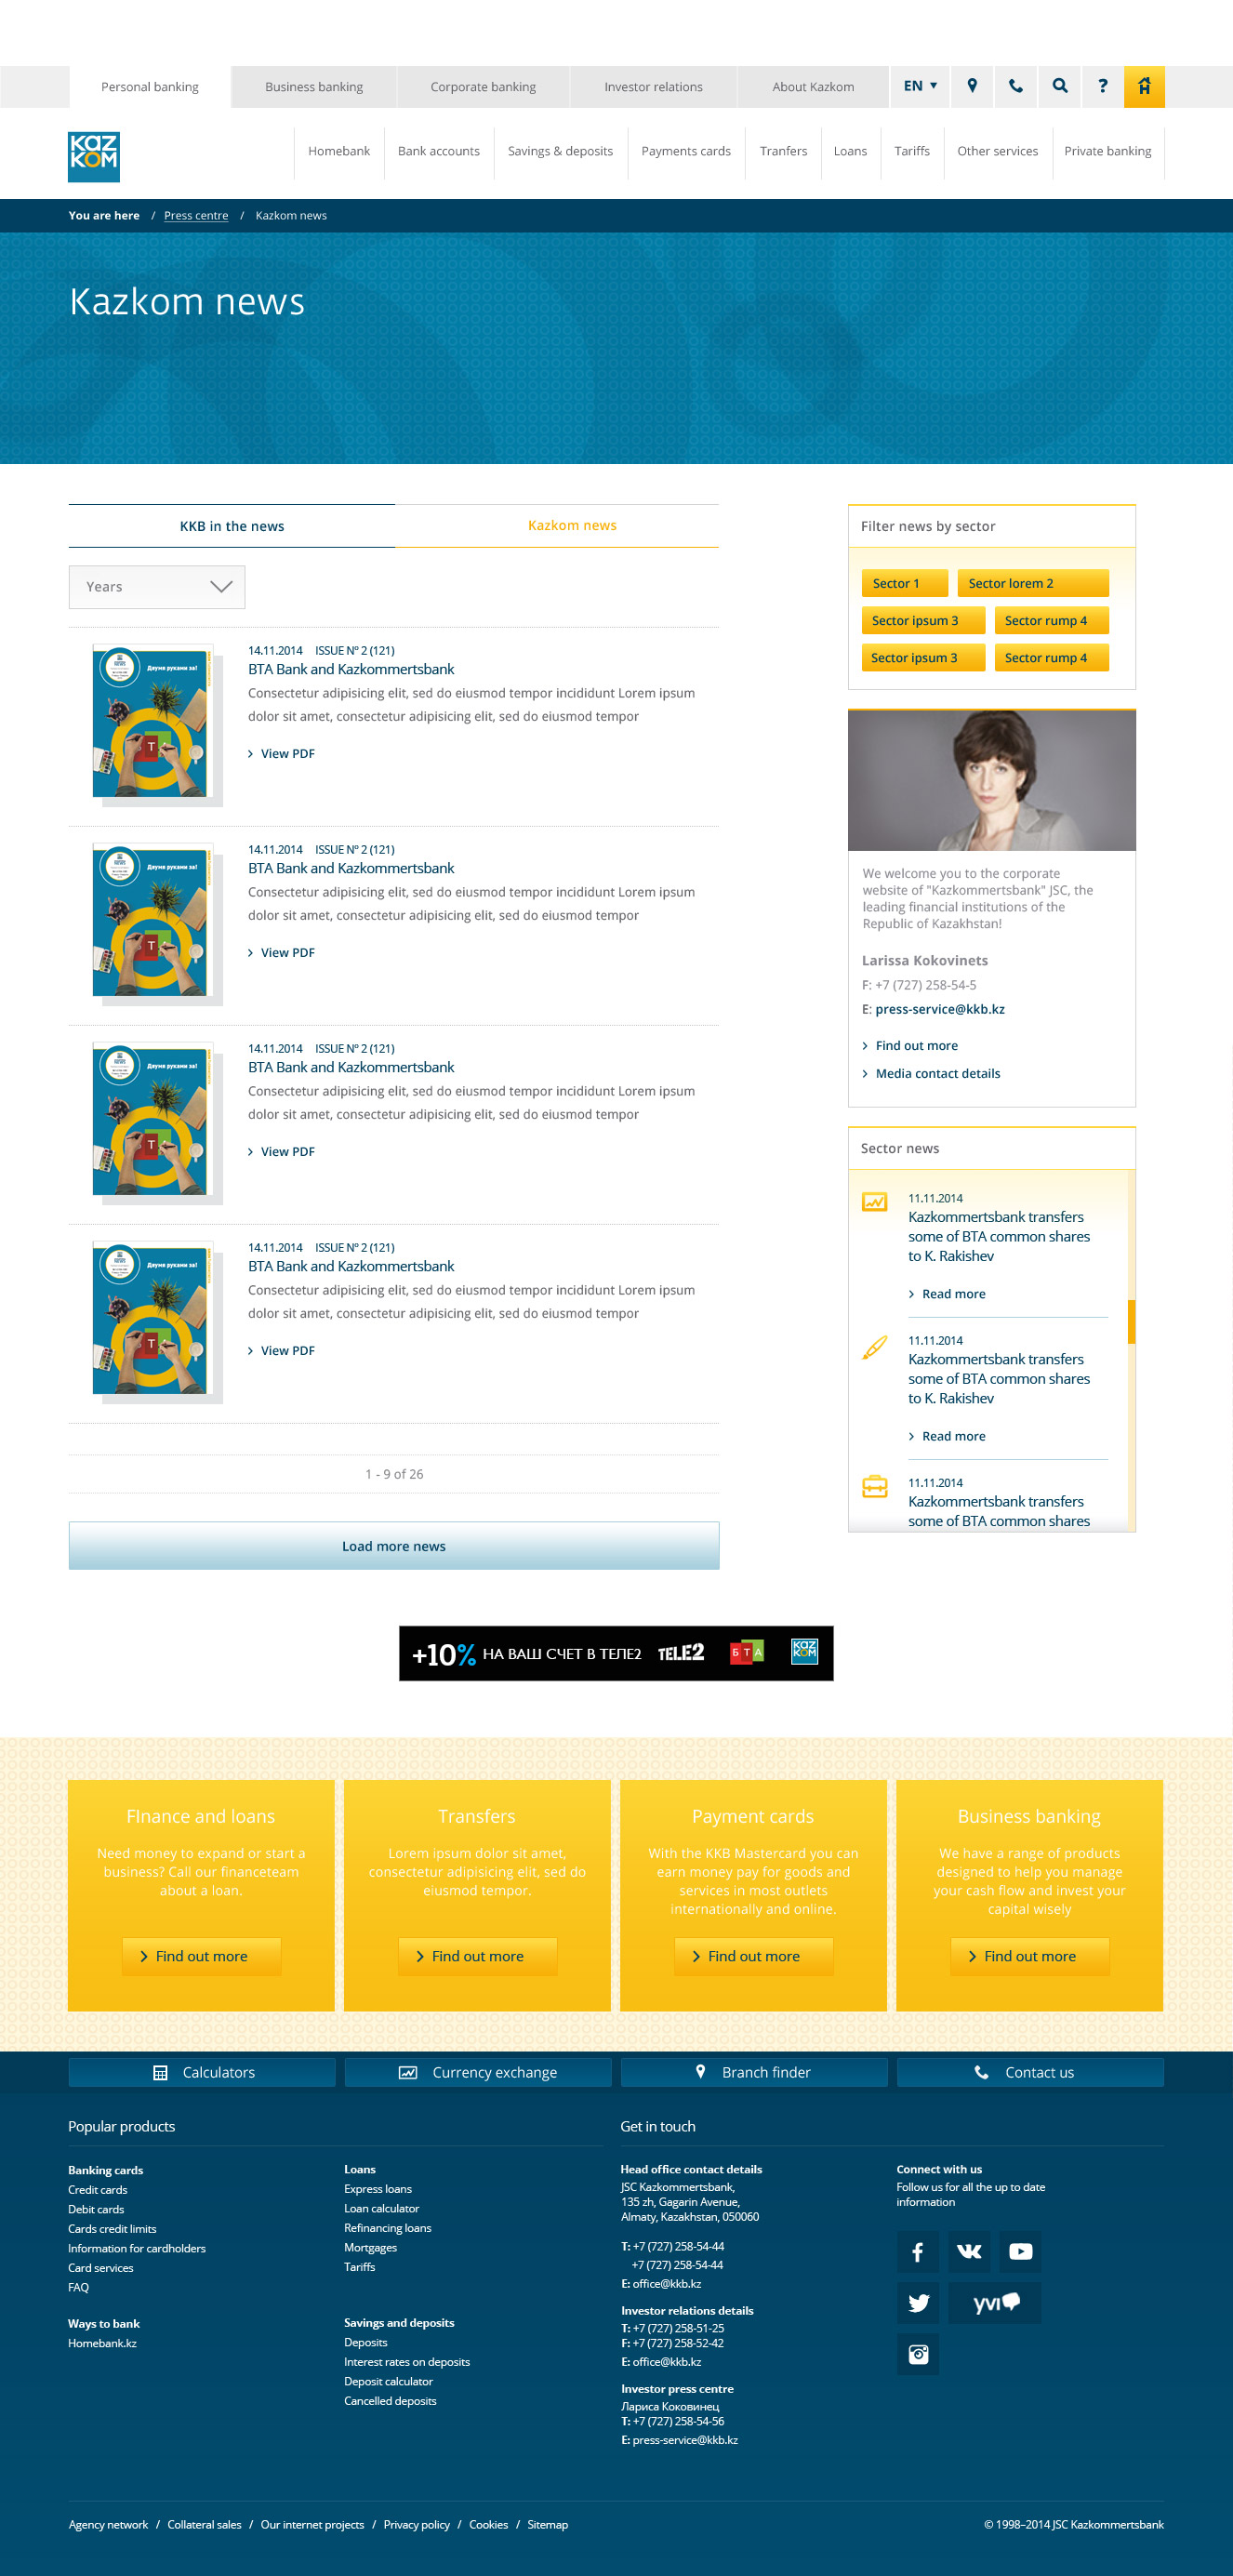 Personal banking
Business banking
Corporate banking
Investor relations
About Kazkom
EN
?
KAZ
KOM
Homebank
Bank accounts
Savings & deposits
Payments cards
Tranfers
Loans
Tariffs
Other services
Private banking
You are here / Press centre / Kazkom news
Kazkom news
KKB in the news
Kazkom news
Years
Двумя руками за!
14.11.2014 ISSUE Nº 2 (121)
BTA Bank and Kazkommertsbank
Consectetur adipisicing elit, sed do eiusmod tempor incididunt Lorem ipsum
dolor sit amet, consectetur adipisicing elit, sed do eiusmod tempor
View PDF
Двумя руками за!
14.11.2014 ISSUE Nº 2 (121)
BTA Bank and Kazkommertsbank
Consectetur adipisicing elit, sed do eiusmod tempor incididunt Lorem ipsum
dolor sit amet, consectetur adipisicing elit, sed do eiusmod tempor
View PDF
Двумя руками за!
14.11.2014 ISSUE Nº 2 (121)
BTA Bank and Kazkommertsbank
Consectetur adipisicing elit, sed do eiusmod tempor incididunt Lorem ipsum
dolor sit amet, consectetur adipisicing elit, sed do eiusmod tempor
View PDF
Двумя руками за!
14.11.2014 ISSUE Nº 2 (121)
BTA Bank and Kazkommertsbank
Consectetur adipisicing elit, sed do eiusmod tempor incididunt Lorem ipsum
dolor sit amet, consectetur adipisicing elit, sed do eiusmod tempor
View PDF
1 - 9 of 26
Load more news
Filter news by sector
Sector 1
Sector lorem 2
Sector ipsum 3
Sector rump 4
Sector ipsum 3
Sector rump 4
We welcome you to the corporate
website of "Kazkommertsbank" JSC, the
leading financial institutions of the
Republic of Kazakhstan!
Larissa Kokovinets
F: +7 (727) 258-54-5
E: press-service@kkb.kz
Find out more
Media contact details
Sector news
11.11.2014
Kazkommertsbank transfers
some of BTA common shares
to K. Rakishev
Read more
11.11.2014
Kazkommertsbank transfers
some of BTA common shares
to K. Rakishev
Read more
11.11.2014
Kazkommertsbank transfers
some of BTA common shares
+10% НА ВАШ СЧЕТ В ТЕЛЕ2 TELE2 БТА KAZ KOM
FInance and loans
Need money to expand or start a
business? Call our financeteam
about a loan.
Find out more
Transfers
Lorem ipsum dolor sit amet,
consectetur adipisicing elit, sed do
eiusmod tempor.
Find out more
Payment cards
With the KKB Mastercard you can
earn money pay for goods and
services in most outlets
internationally and online.
Find out more
Business banking
We have a range of products
designed to help you manage
your cash flow and invest your
capital wisely
Find out more
Calculators
Currency exchange
Branch finder
Contact us
Popular products
Banking cards
Credit cards
Debit cards
Cards credit limits
Information for cardholders
Card services
FAQ
Ways to bank
Homebank.kz
Loans
Express loans
Loan calculator
Refinancing loans
Mortgages
Tariffs
Savings and deposits
Deposits
Interest rates on deposits
Deposit calculator
Cancelled deposits
Get in touch
Head office contact details
JSC Kazkommertsbank,
135 zh, Gagarin Avenue,
Almaty, Kazakhstan, 050060
T: +7 (727) 258-54-44
+7 (727) 258-54-44
E: office@kkb.kz
Investor relations details
T: +7 (727) 258-51-25
F: +7 (727) 258-52-42
E: office@kkb.kz
Investor press centre
Лариса Коковинец
T: +7 (727) 258-54-56
E: press-service@kkb.kz
Connect with us
Follow us for all the up to date
information
yvi
Agency network / Collateral sales / Our internet projects / Privacy policy / Cookies / Sitemap
© 1998–2014 JSC Kazkommertsbank